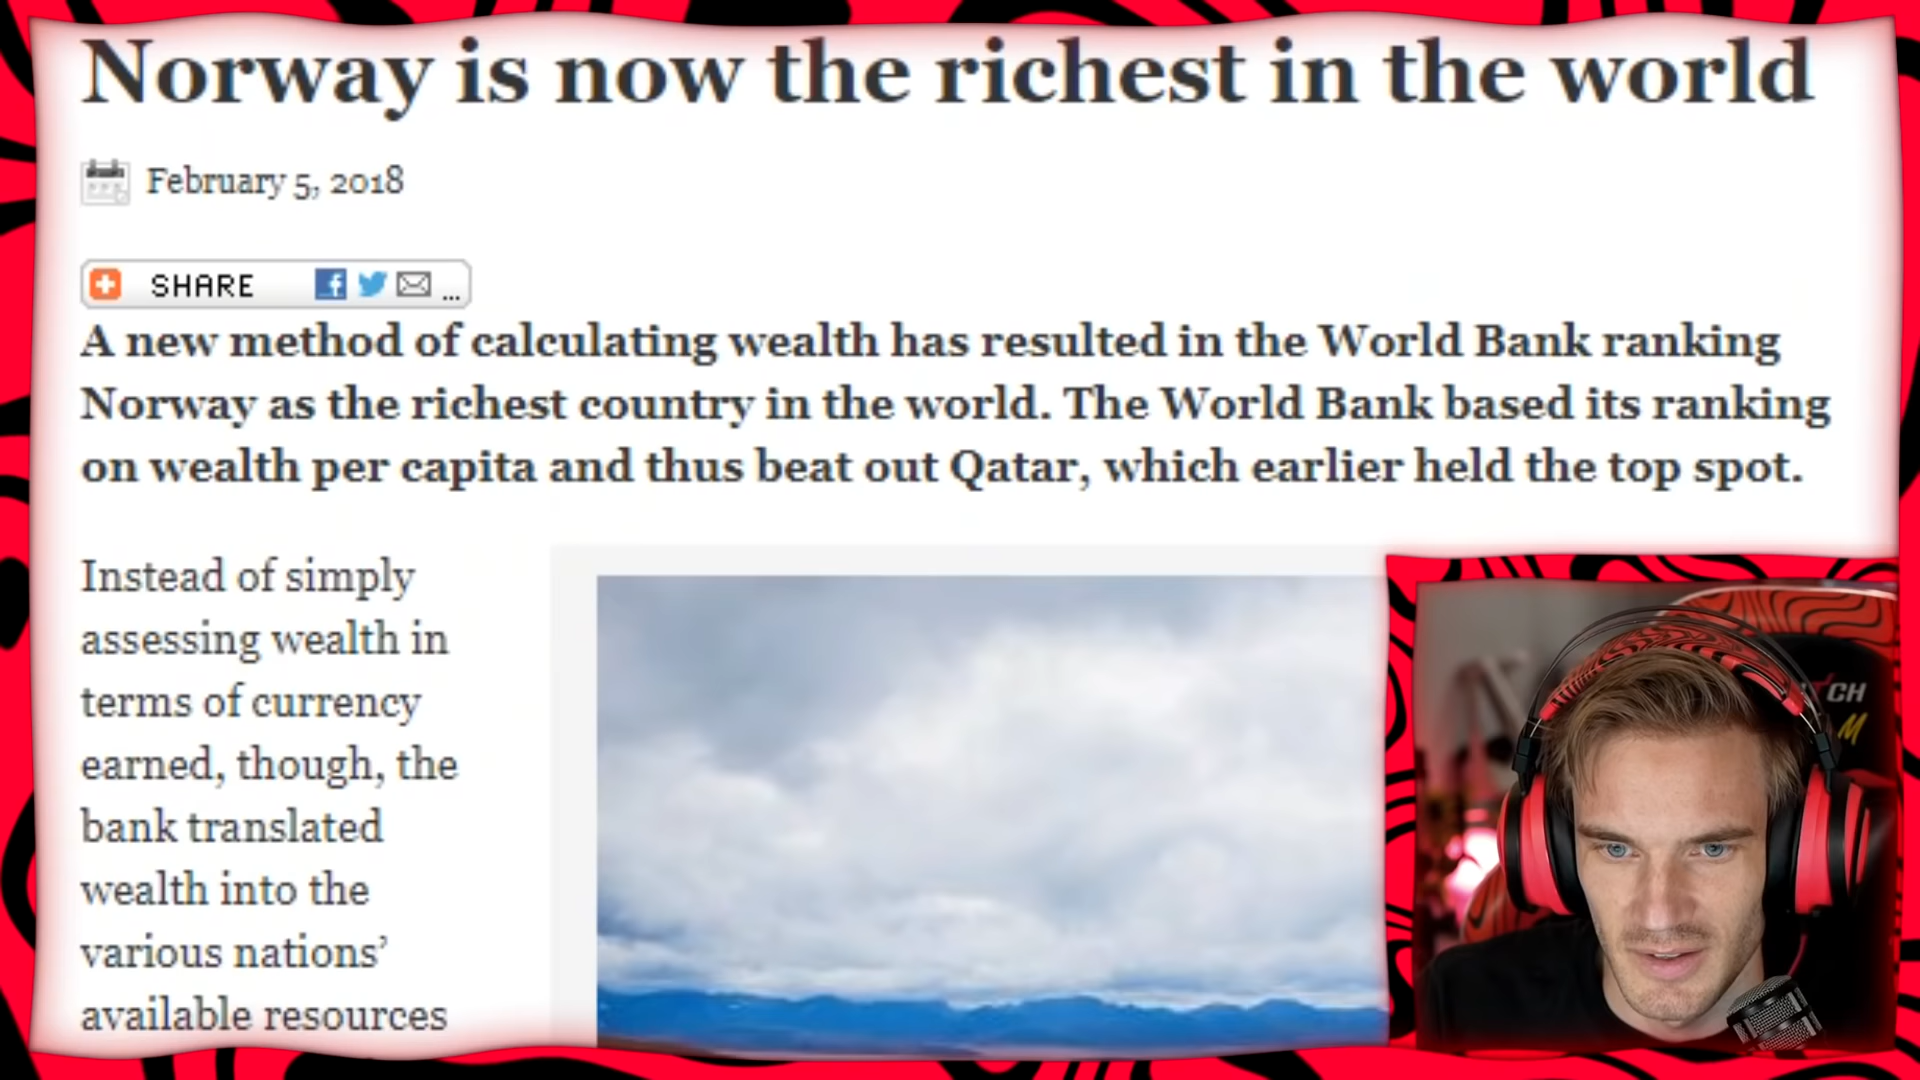 Norway is now the richest in the world
February 5, 2018
SHARE ...
A new method of calculating wealth has resulted in the World Bank ranking
Norway as the richest country in the world. The World Bank based its ranking
on wealth per capita and thus beat out Qatar, which earlier held the top spot.
Instead of simply
assessing wealth in
terms of currency
earned, though, the
bank translated
wealth into the
various nations’
available resources
CH
M